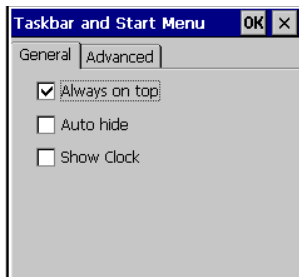 Taskbar and Start Menu OK ×
General Advanced
Always on top
Auto hide
Show Clock